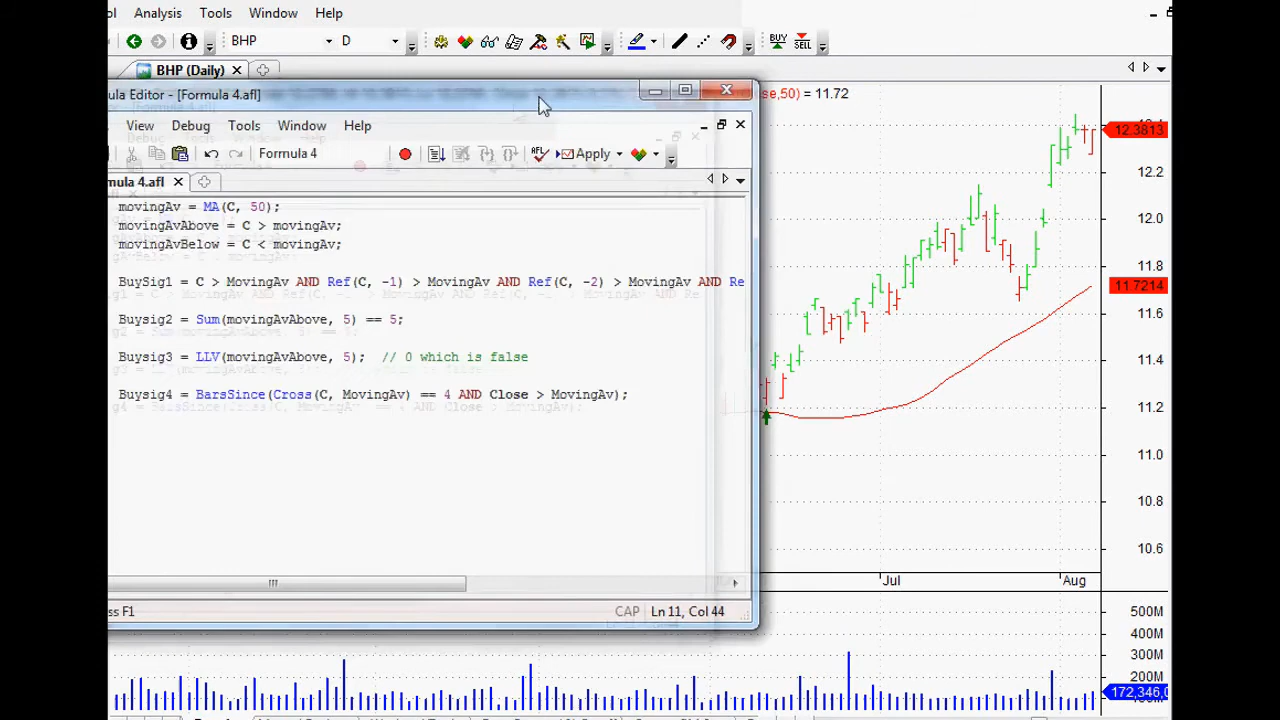 ol Analysis Tools Window Help
BHP D BUY SELL
BHP (Daily)
ula Editor - [Formula 4.afl]
se,50) = 11.72
View Debug Tools Window Help
Formula 4 AFL Apply
mula 4.afl
movingAv = MA(C, 50);
movingAvAbove = C > movingAv;
movingAvBelow = C < movingAv;
BuySig1 = C > MovingAv AND Ref(C, -1) > MovingAv AND Ref(C, -2) > MovingAv AND Re
Buysig2 = Sum(movingAvAbove, 5) == 5;
Buysig3 = LLV(movingAvAbove, 5); // 0 which is false
Buysig4 = BarsSince(Cross(C, MovingAv) == 4 AND Close > MovingAv);
ss F1 CAP Ln 11, Col 44
12.3813
12.2
12.0
11.8
11.7214
11.6
11.4
11.2
11.0
10.8
10.6
Jul Aug
500M
400M
300M
200M
172,346,0